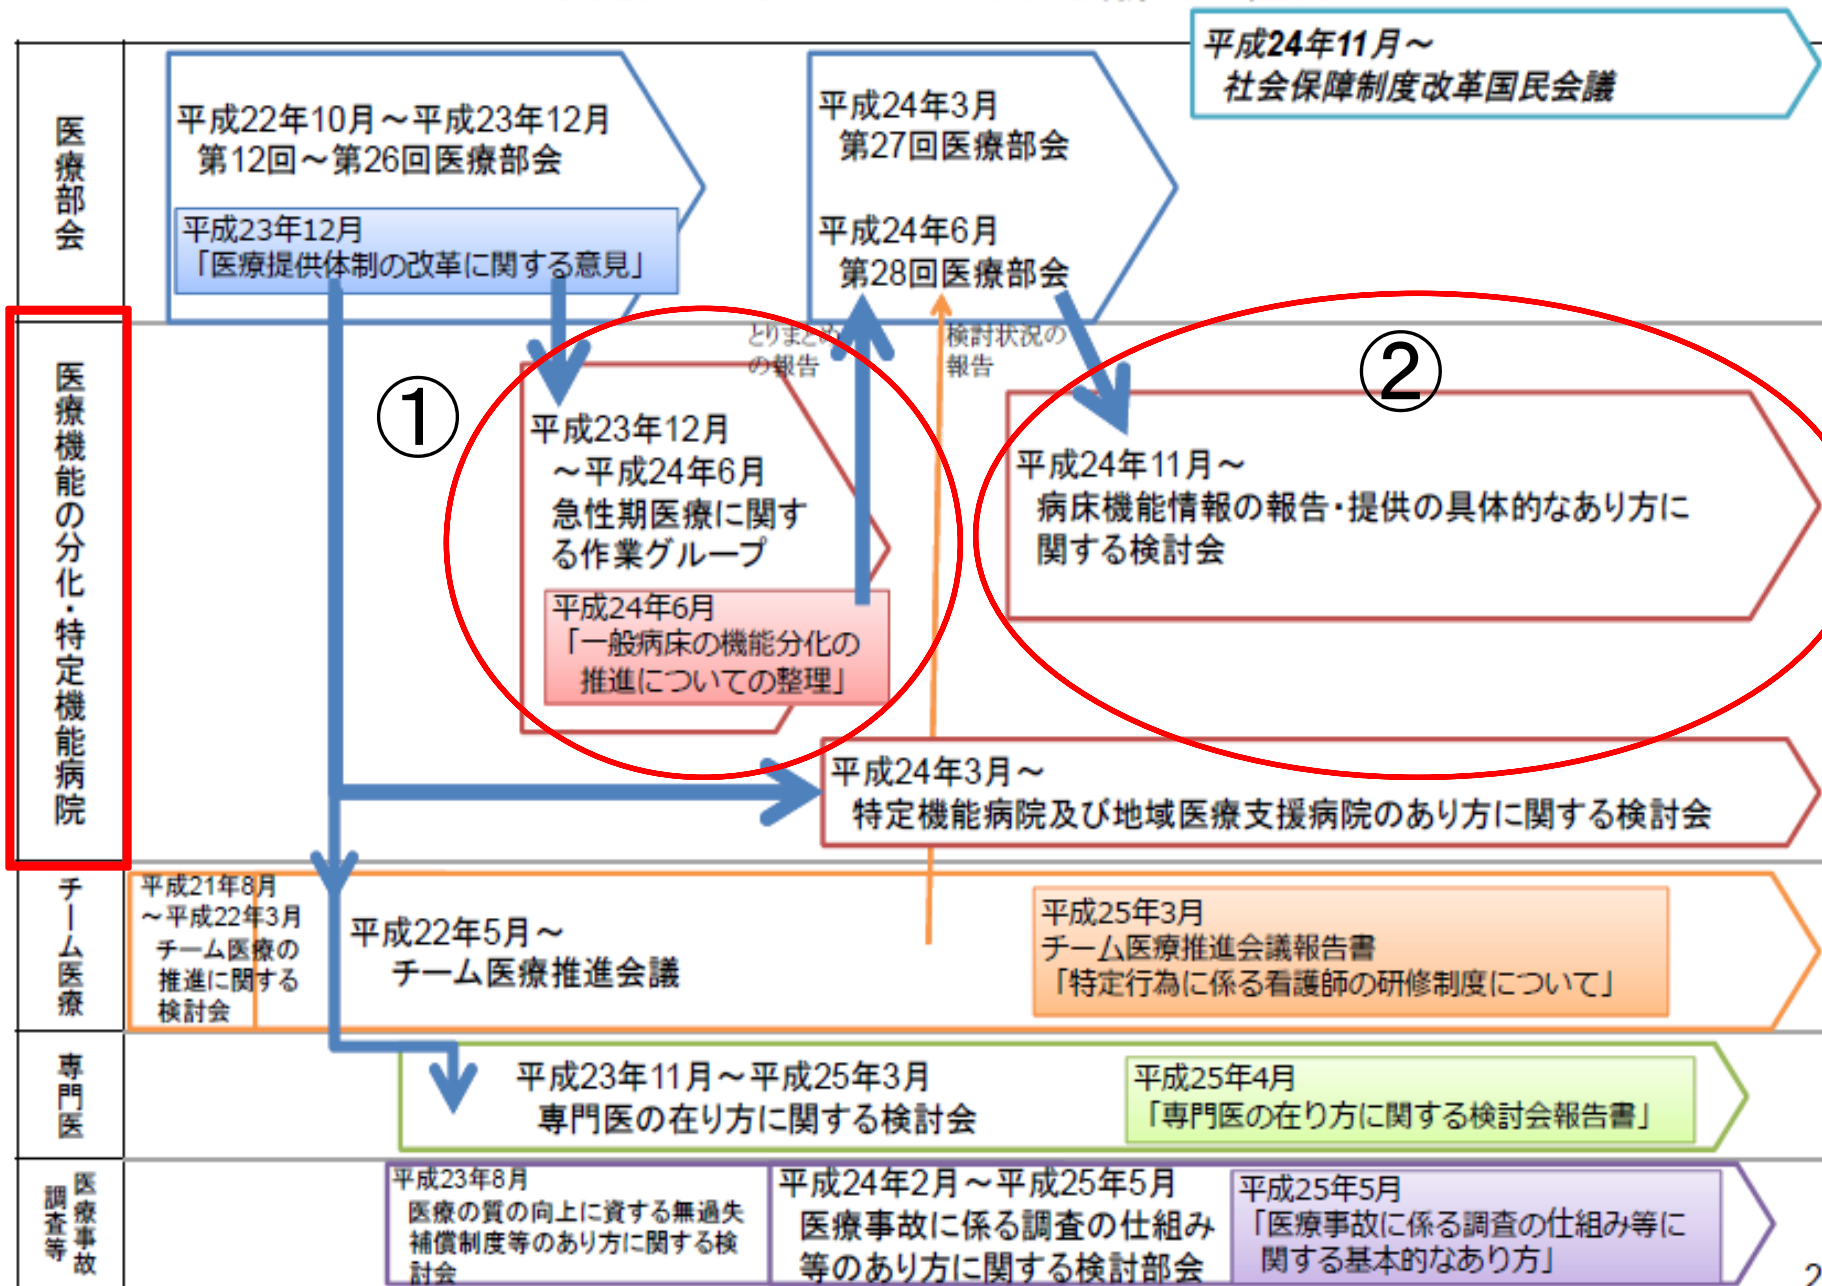 平成24年11月～
社会保障制度改革国民会議
医療部会
平成22年10月～平成23年12月
第12回～第26回医療部会
平成23年12月
「医療提供体制の改革に関する意見」
平成24年3月
第27回医療部会
平成24年6月
第28回医療部会
医療機能の分化・特定機能病院
①
平成23年12月
～平成24年6月
急性期医療に関す
る作業グループ
平成24年6月
「一般病床の機能分化の
推進についての整理」
とりまとめ
の報告
検討状況の
報告
②
平成24年11月～
病床機能情報の報告・提供の具体的なあり方に
関する検討会
平成24年3月～
特定機能病院及び地域医療支援病院のあり方に関する検討会
チーム医療
平成21年8月
～平成22年3月
チーム医療の
推進に関する
検討会
平成22年5月～
チーム医療推進会議
平成25年3月
チーム医療推進会議報告書
「特定行為に係る看護師の研修制度について」
専門医
平成23年11月～平成25年3月
専門医の在り方に関する検討会
平成25年4月
「専門医の在り方に関する検討会報告書」
医療事故
調査等
平成23年8月
医療の質の向上に資する無過失
補償制度等のあり方に関する検
討会
平成24年2月～平成25年5月
医療事故に係る調査の仕組み
等のあり方に関する検討部会
平成25年5月
「医療事故に係る調査の仕組み等に
関する基本的なあり方」
2